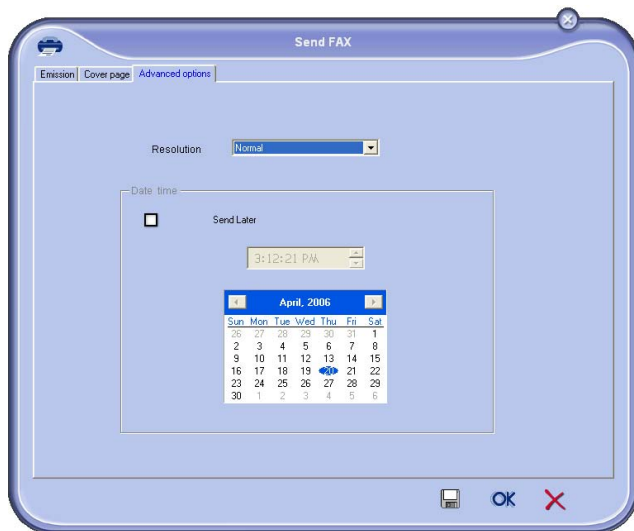 Send FAX
Emission Cover page Advanced options
Resolution Normal
Date time
Send Later
3:12:21 PM
April, 2006
Sun Mon Tue Wed Thu Fri Sat
26 27 28 29 30 31 1
2 3 4 5 6 7 8
9 10 11 12 13 14 15
16 17 18 19 20 21 22
23 24 25 26 27 28 29
30 1 2 3 4 5 6
OK